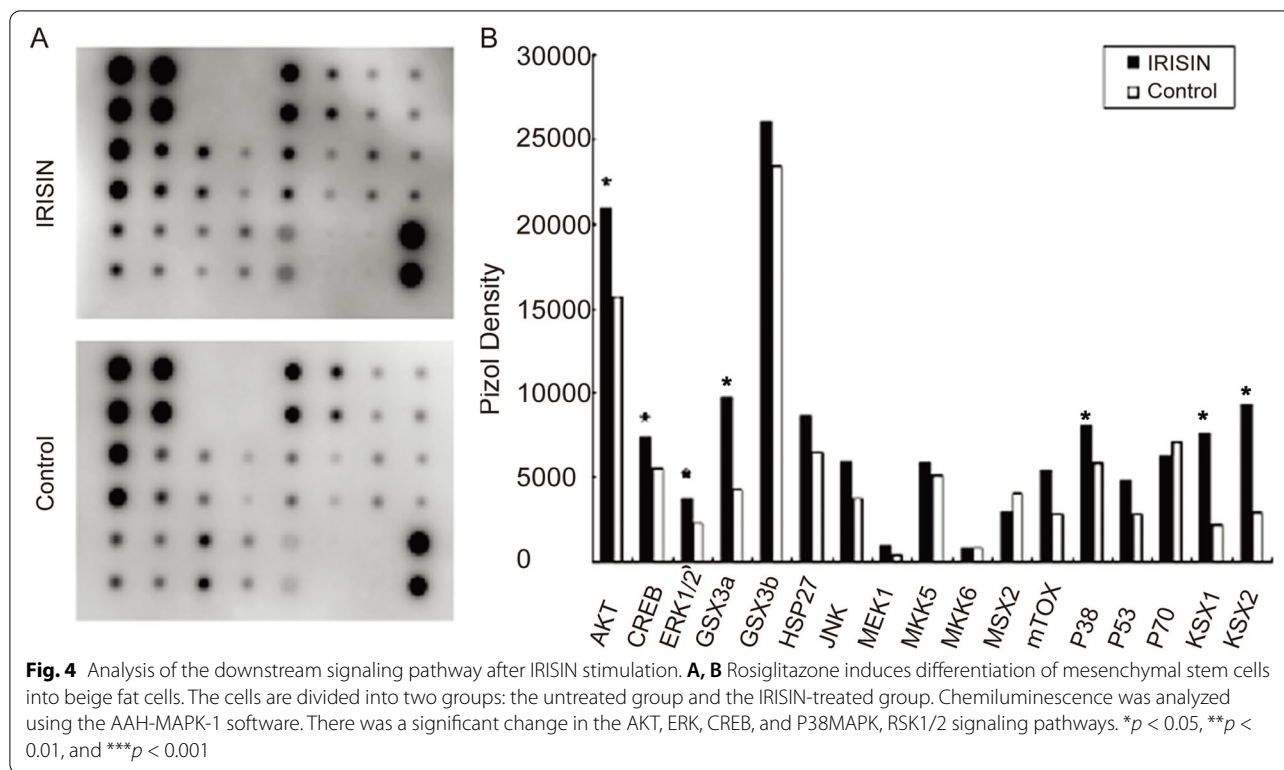 A
IRISIN
Control
B
30000
25000
20000
15000
10000
5000
0
Pizol Density
IRISIN
Control
*
*
*
*
*
*
*
AKT
CREB
ERK1/2
GSX3a
GSX3b
HSP27
JNK
MEK1
MKK5
MKK6
MSX2
mTOX
P38
P53
P70
KSX1
KSX2
Fig. 4 Analysis of the downstream signaling pathway after IRISIN stimulation. A, B Rosiglitazone induces differentiation of mesenchymal stem cells
into beige fat cells. The cells are divided into two groups: the untreated group and the IRISIN-treated group. Chemiluminescence was analyzed
using the AAH-MAPK-1 software. There was a significant change in the AKT, ERK, CREB, and P38MAPK, RSK1/2 signaling pathways. *p < 0.05, **p <
0.01, and ***p < 0.001